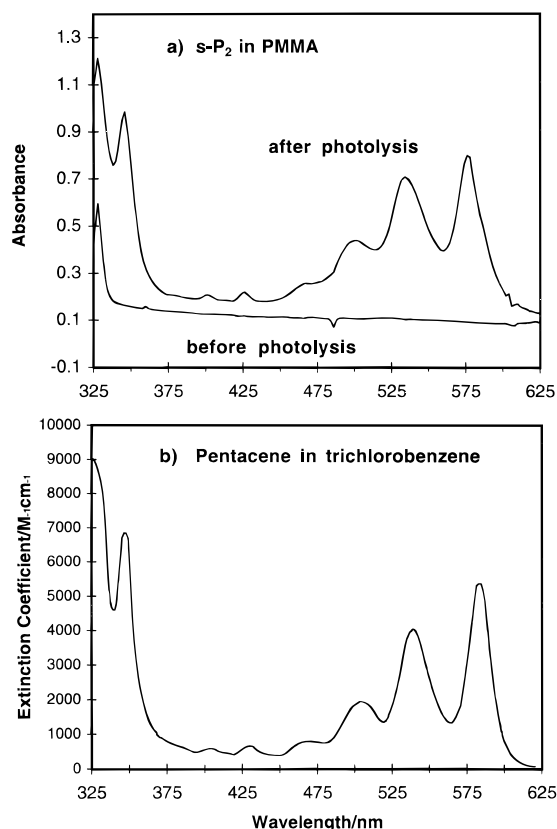 a) s-P2 in PMMA
Absorbance
1.3
1.1
0.9
0.7
0.5
0.3
0.1
-0.1
after photolysis
before photolysis
325 375 425 475 525 575 625
b) Pentacene in trichlorobenzene
Extinction Coefficient/M-1cm-1
10000
9000
8000
7000
6000
5000
4000
3000
2000
1000
0
325 375 425 475 525 575 625
Wavelength/nm